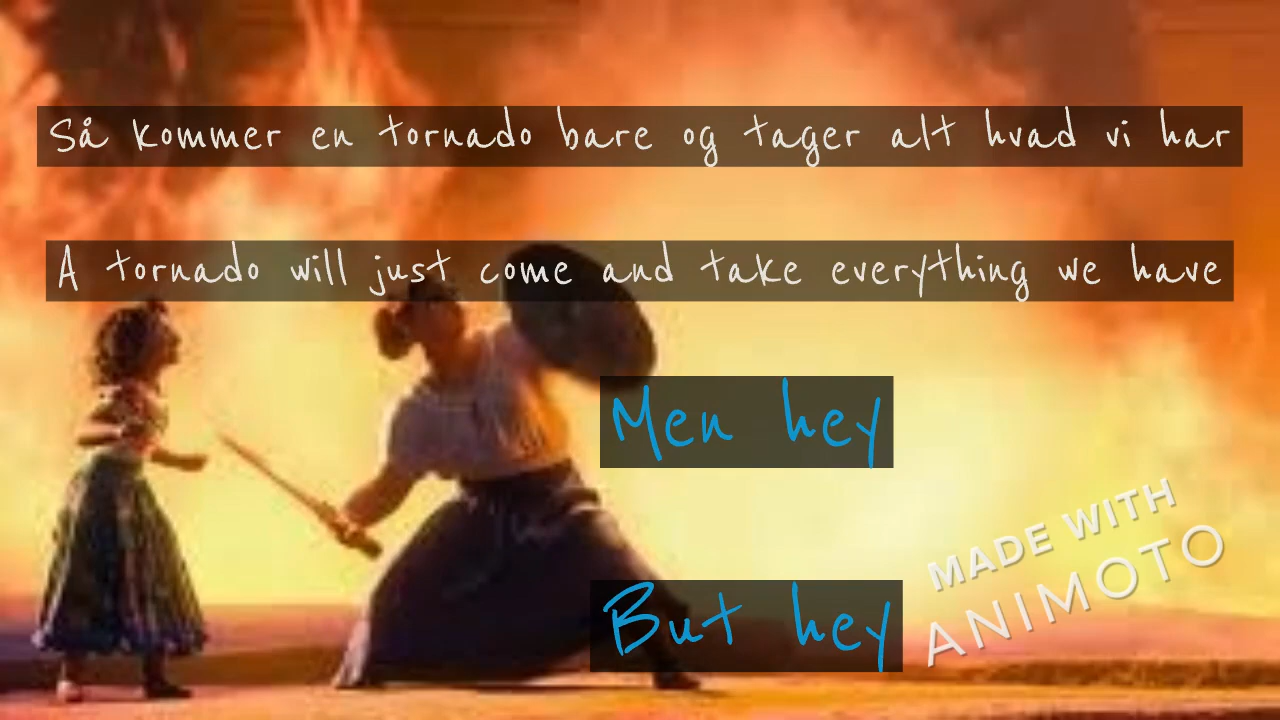 Så kommer en tornado bare og tager alt hvad vi har
A tornado will just come and take everything we have
Men hey
But hey
MADE WITH
ANIMOTO